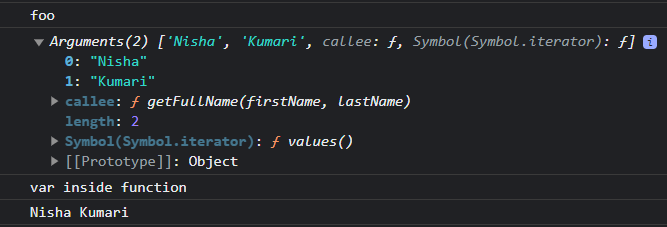 foo
Arguments(2) ['Nisha', 'Kumari', callee: ƒ, Symbol(Symbol.iterator): ƒ] i
0: "Nisha"
1: "Kumari"
callee: ƒ getFullName(firstName, lastName)
length: 2
Symbol(Symbol.iterator): ƒ values()
[[Prototype]]: Object
var inside function
Nisha Kumari